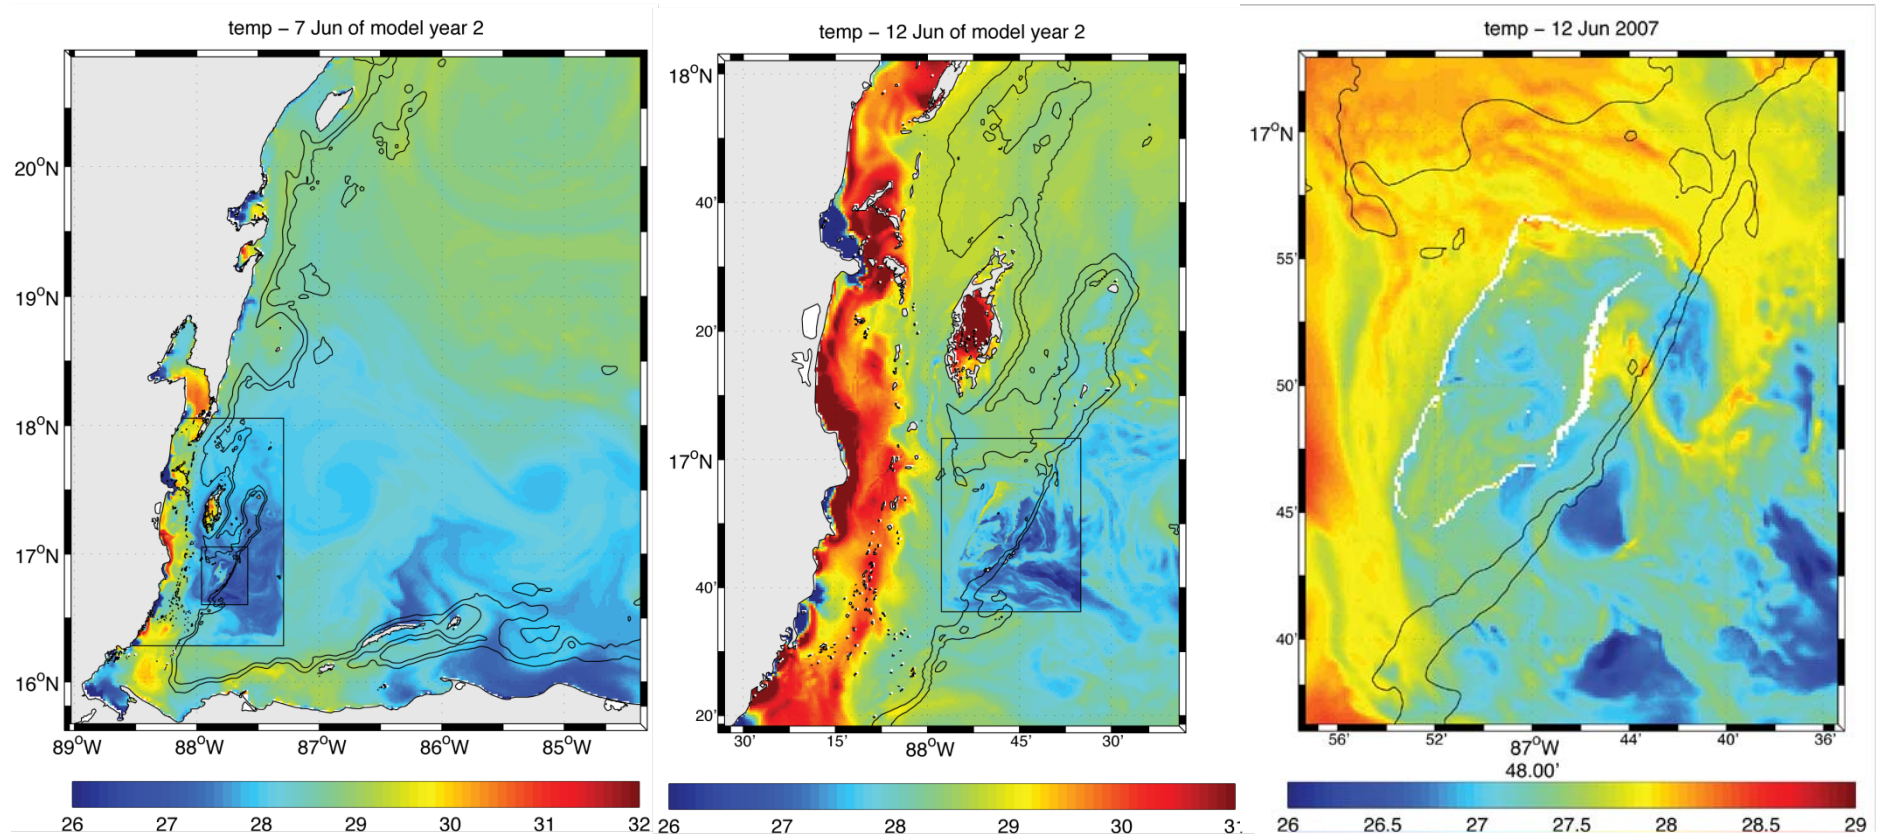 temp – 7 Jun of model year 2
20°N
19°N
18°N
17°N
16°N
89°W 88°W 87°W 86°W 85°W
26 27 28 29 30 31 32
temp – 12 Jun of model year 2
18°N
40'
20'
17°N
40'
20'
30' 15' 88°W 45' 30'
26 27 28 29 30
temp – 12 Jun 2007
17°N
55'
50'
45'
40'
56' 52' 87°W 44' 40' 36'
48.00'
26 26.5 27 27.5 28 28.5 29